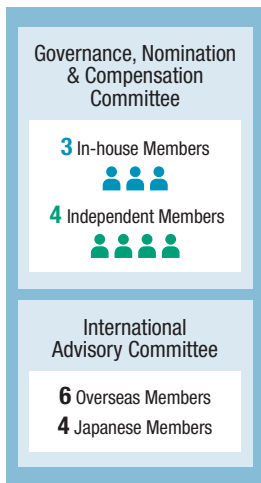 Governance, Nomination
& Compensation
Committee
3 In-house Members
4 Independent Members
International
Advisory Committee
6 Overseas Members
4 Japanese Members